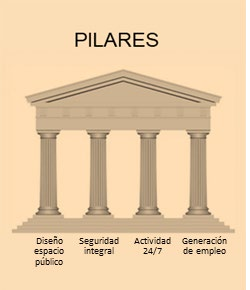 PILARES
Diseño espacio público
Seguridad integral
Actividad 24/7
Generación de empleo